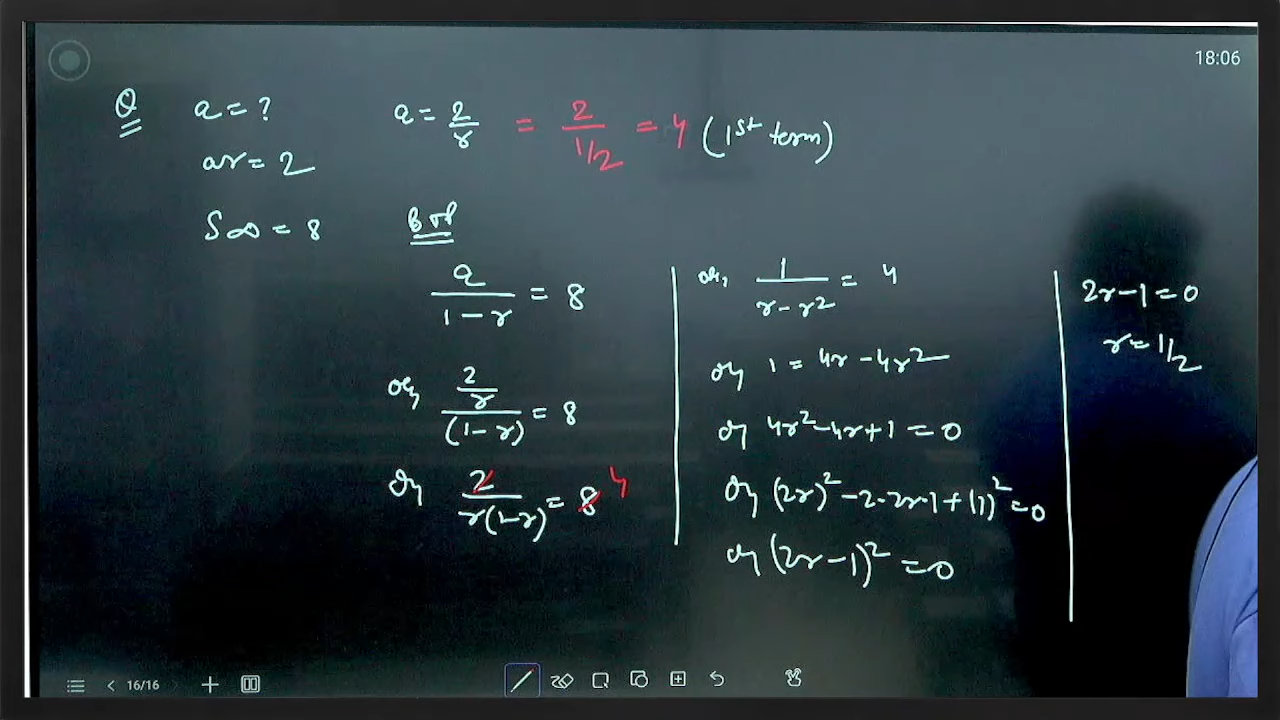 18:06
Q a = ? a = 2/r = 2/1/2 = 4 (1st term)
ar = 2
S∞ = 8
a/1-r = 8
or, 2/r/(1-r) = 8
or 2/r(1-r) = 8 4
or, 1/r-r² = 4
or 1 = 4r - 4r²
or 4r² - 4r + 1 = 0
or (2r)² - 2·2r·1 + (1)² = 0
or (2r-1)² = 0
2r-1 = 0
r = 1/2
16/16